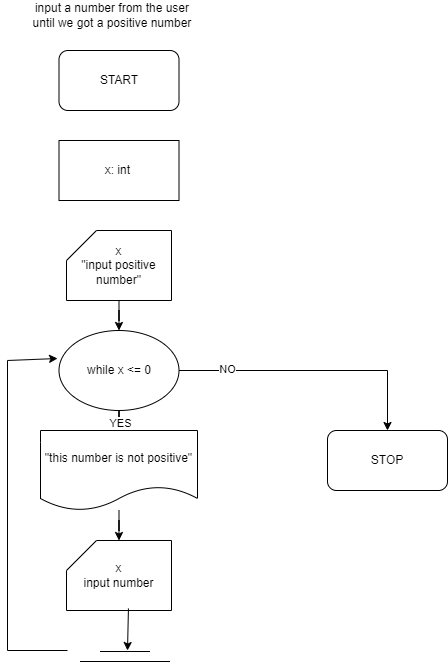 input a number from the user
until we got a positive number
START
x: int
x
"input positive
number"
while x <= 0
NO
YES
"this number is not positive"
STOP
x
input number